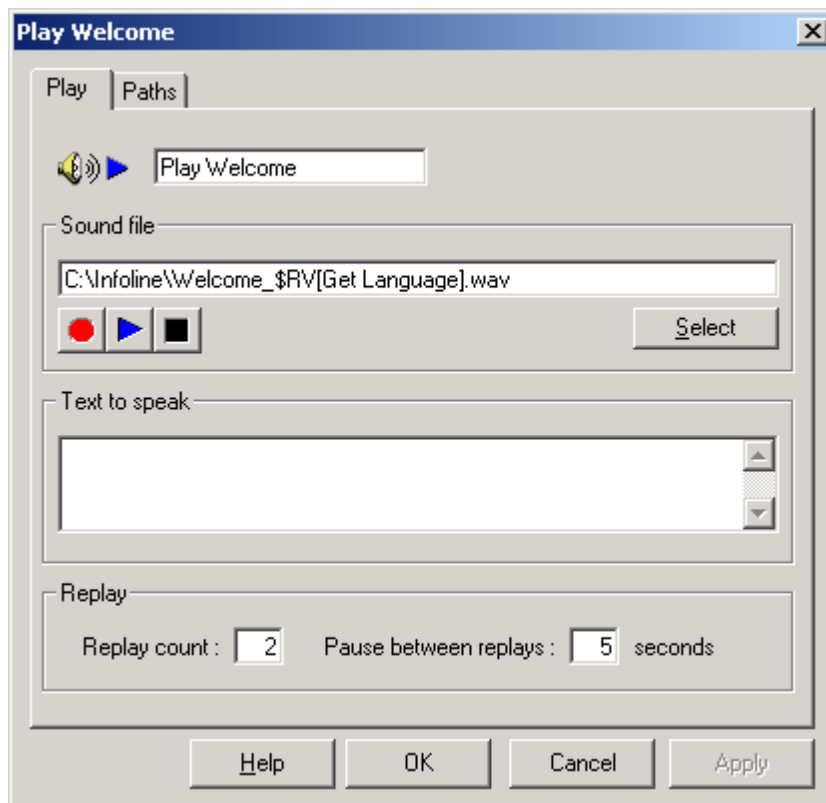 Play Welcome
Play Paths
Play Welcome
Sound file
C:\Infoline\Welcome_$RV[Get Language].wav
Select
Text to speak
Replay
Replay count : 2 Pause between replays : 5 seconds
Help OK Cancel Apply